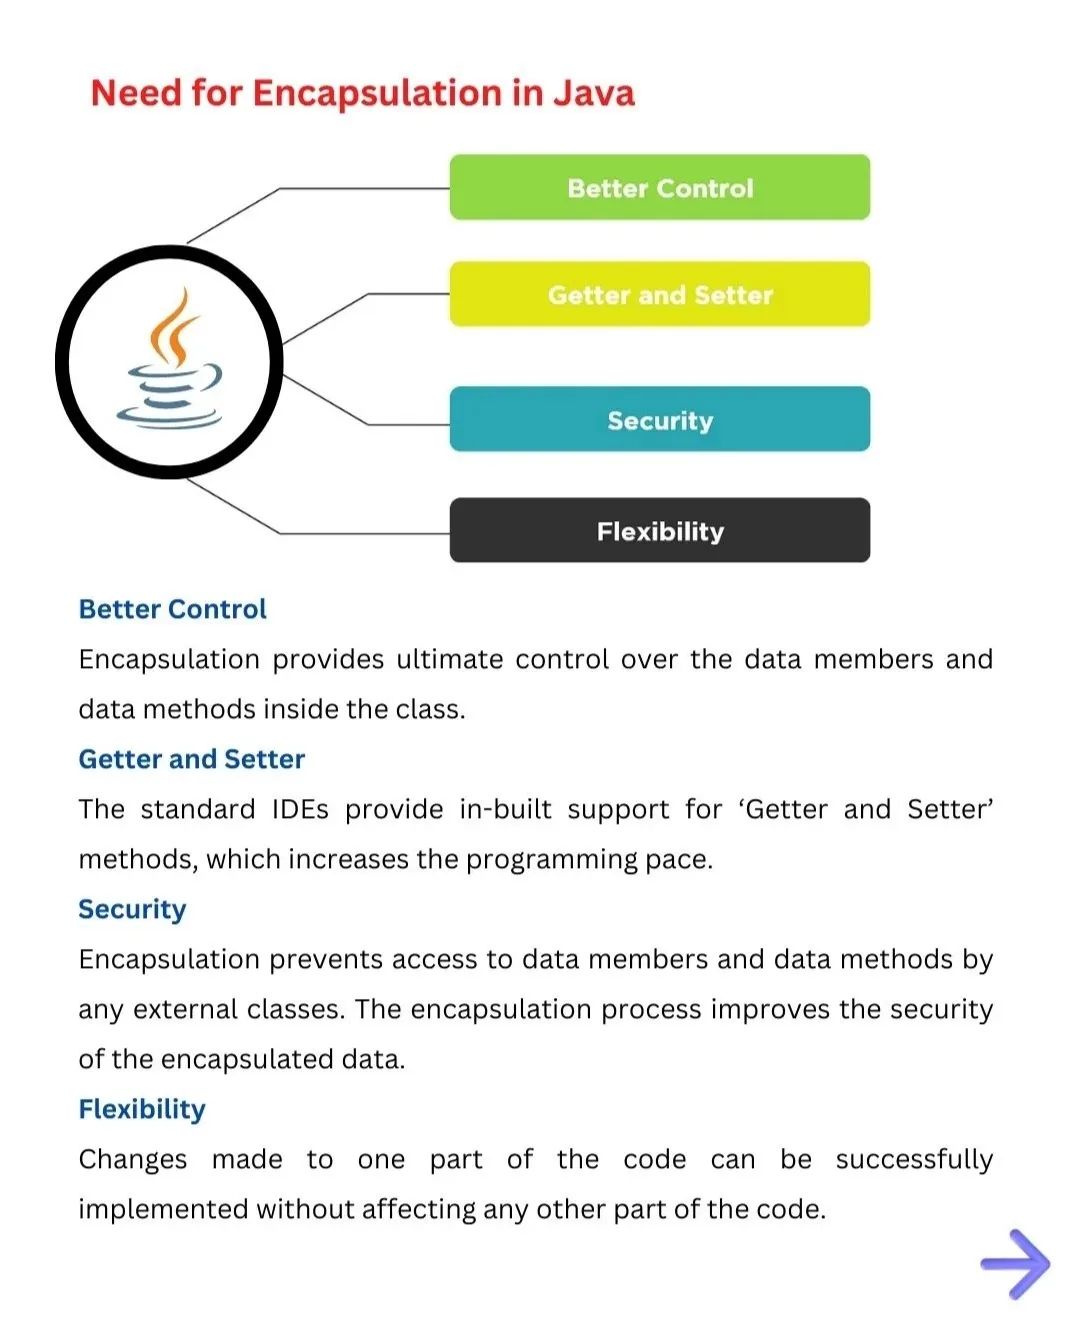 Need for Encapsulation in Java
Better Control
Getter and Setter
Security
Flexibility
Better Control
Encapsulation provides ultimate control over the data members and
data methods inside the class.
Getter and Setter
The standard IDEs provide in-built support for ‘Getter and Setter’
methods, which increases the programming pace.
Security
Encapsulation prevents access to data members and data methods by
any external classes. The encapsulation process improves the security
of the encapsulated data.
Flexibility
Changes made to one part of the code can be successfully
implemented without affecting any other part of the code.